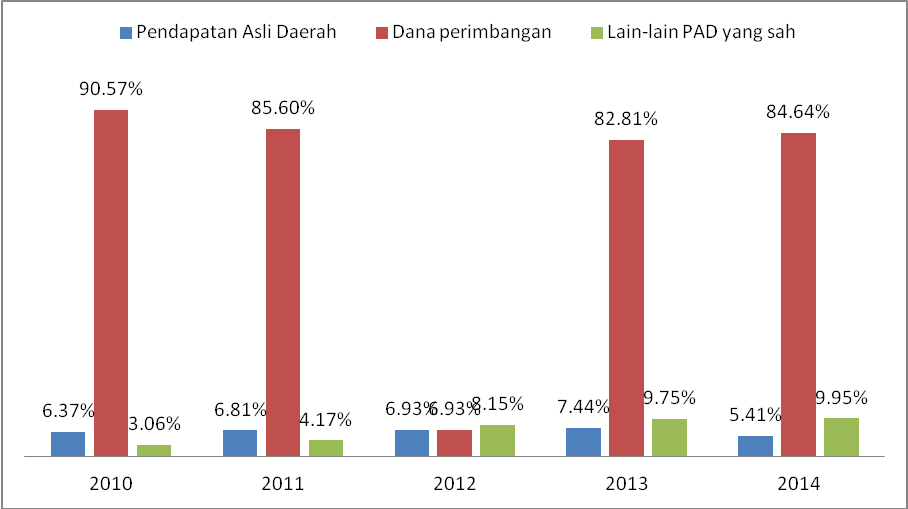 Pendapatan Asli Daerah Dana perimbangan Lain-lain PAD yang sah
90.57% 85.60% 82.81% 84.64%
6.37% 3.06% 6.81% 4.17% 6.93% 6.93% 8.15% 7.44% 9.75% 5.41% 9.95%
2010 2011 2012 2013 2014